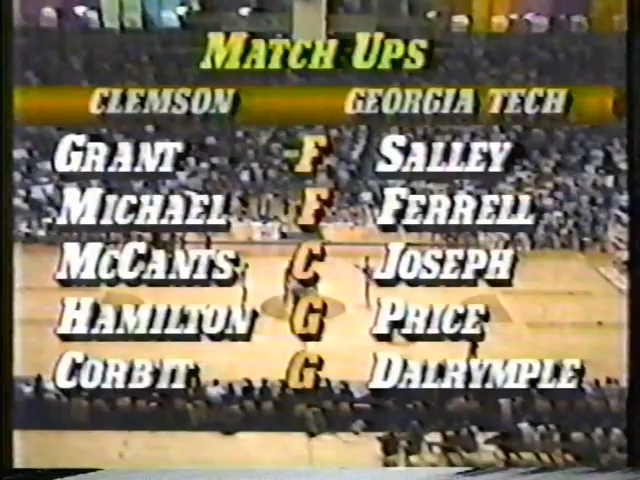 MATCH UPS
CLEMSON GEORGIA TECH
GRANT F SALLEY
MICHAEL F FERRELL
MCCANTS C JOSEPH
HAMILTON G PRICE
CORBIT G DALRYMPLE